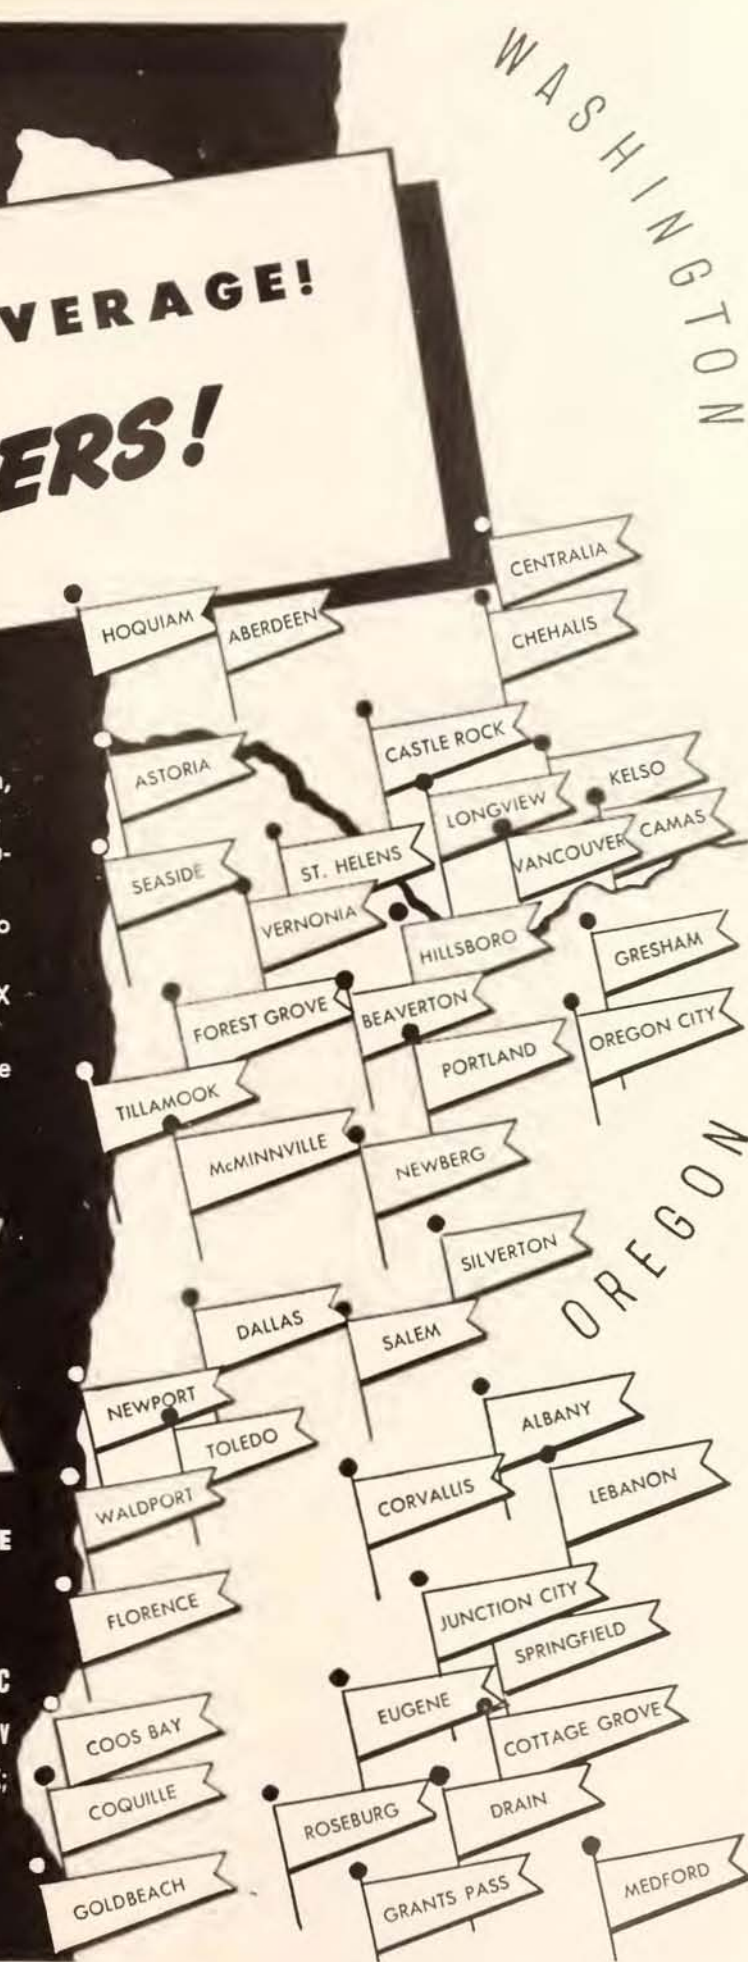 WASHINGTON
VERAGE!
ERS!
CENTRALIA
HOQUIAM
ABERDEEN
CHEHALIS
CASTLE ROCK
KELSO
ASTORIA
LONGVIEW
CAMAS
VANCOUVER
ST. HELENS
SEASIDE
VERNONIA
HILLSBORO
GRESHAM
FOREST GROVE
BEAVERTON
OREGON CITY
PORTLAND
TILLAMOOK
McMINNVILLE
NEWBERG
OREGON
SILVERTON
DALLAS
SALEM
NEWPORT
ALBANY
TOLEDO
LEBANON
CORVALLIS
WALDPORT
FLORENCE
JUNCTION CITY
SPRINGFIELD
EUGENE
COTTAGE GROVE
COOS BAY
COQUILLE
ROSEBURG
DRAIN
GOLDBEACH
GRANTS PASS
MEDFORD